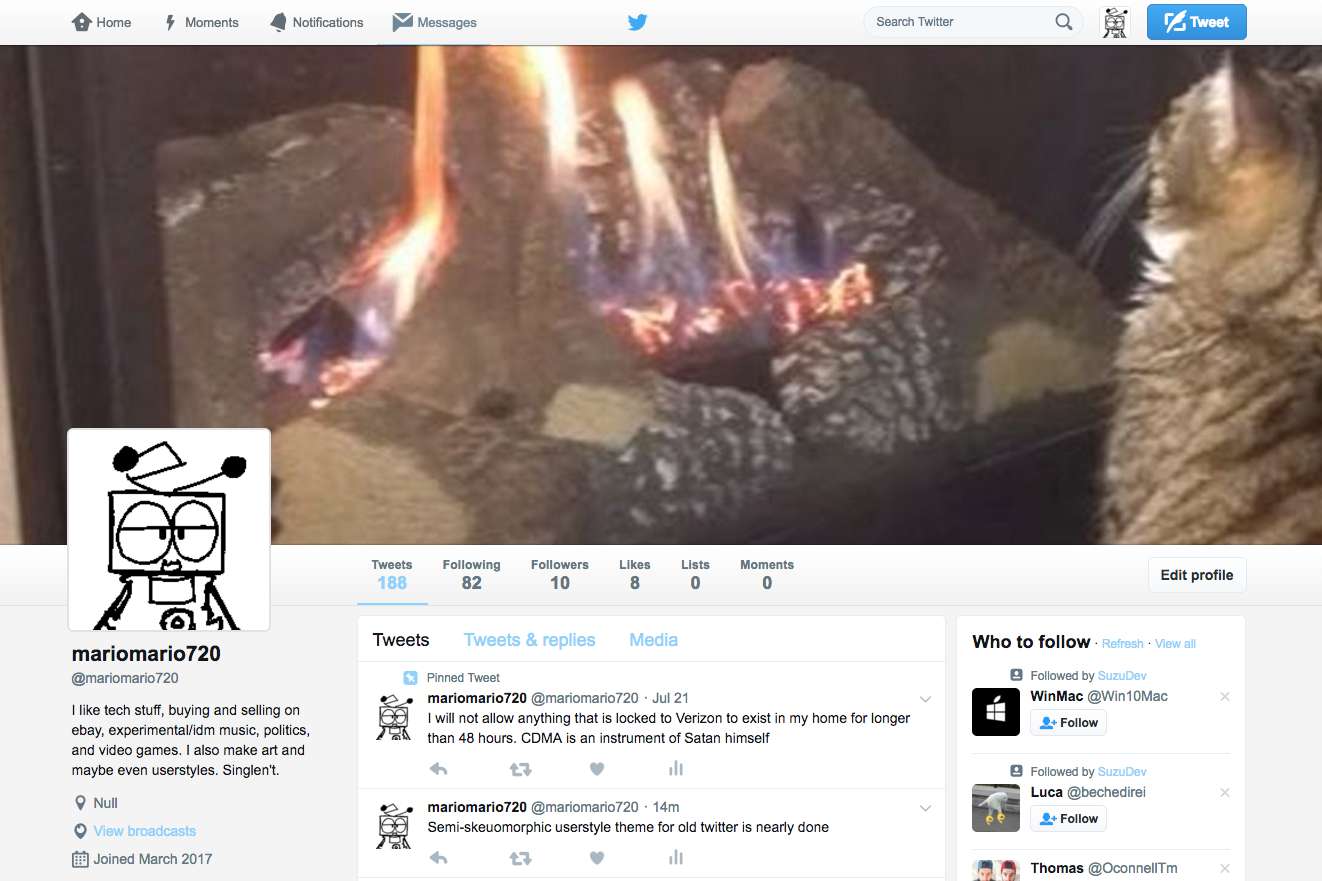 Home Moments Notifications Messages Search Twitter Tweet
Tweets Following Followers Likes Lists Moments
188 82 10 8 0 0
Edit profile
mariomario720
@mariomario720
I like tech stuff, buying and selling on
ebay, experimental/idm music, politics,
and video games. I also make art and
maybe even userstyles. Singlen't.
Null
View broadcasts
Joined March 2017
Tweets Tweets & replies Media
Pinned Tweet
mariomario720 @mariomario720 · Jul 21
I will not allow anything that is locked to Verizon to exist in my home for longer
than 48 hours. CDMA is an instrument of Satan himself
mariomario720 @mariomario720 · 14m
Semi-skeuomorphic userstyle theme for old twitter is nearly done
Who to follow · Refresh · View all
Followed by SuzuDev
WinMac @Win10Mac
Follow
Followed by SuzuDev
Luca @bechedirei
Follow
Thomas @OconnellTm